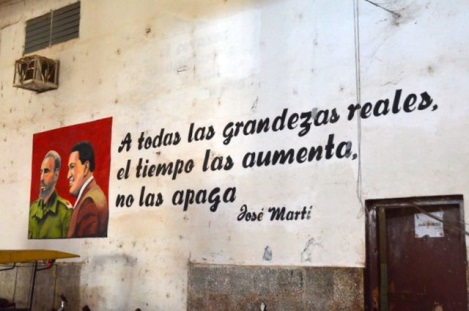 A todas las grandezas reales,
el tiempo las aumenta,
no las apaga
José Martí